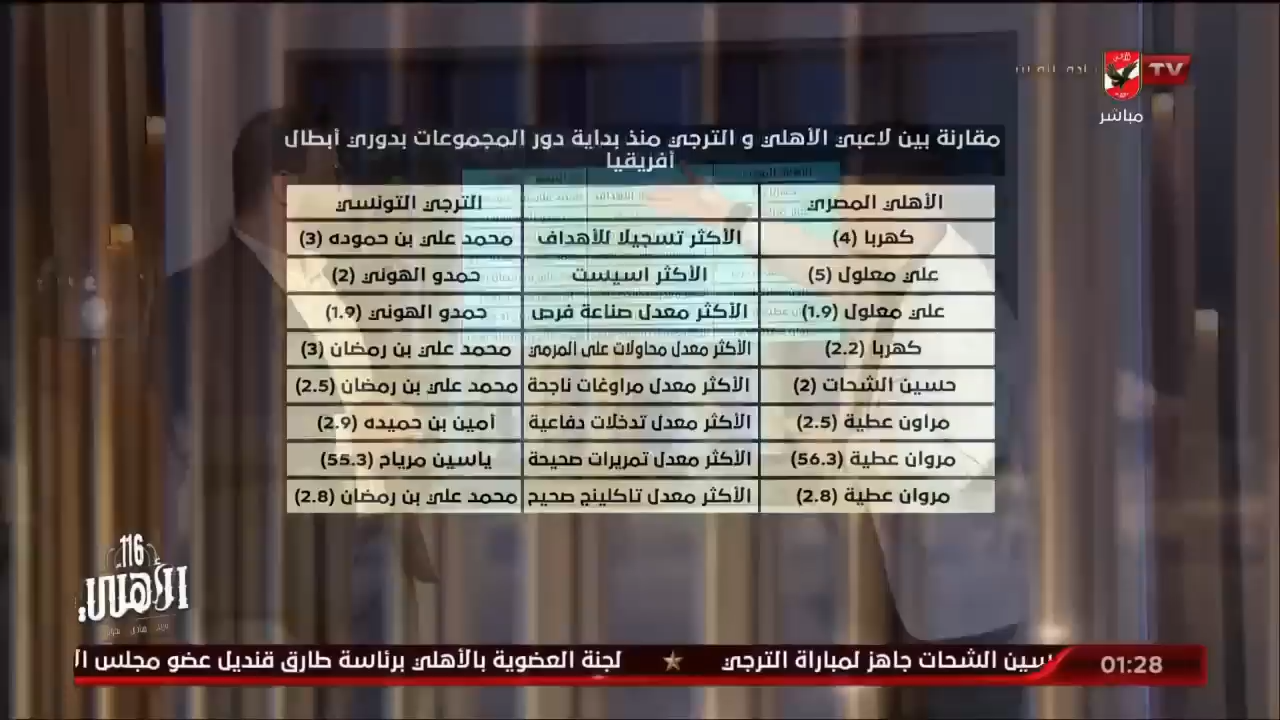 TV
مباشر
مقارنة بين لاعبي الأهلي و الترجي منذ بداية دور المجموعات بدوري أبطال
أفريقيا
الأهلي المصري الترجي التونسي
كهربا (4) الأكثر تسجيلا للأهداف محمد علي بن حموده (3)
علي معلول (5) الأكثر اسيست حمدو الهوني (2)
علي معلول (1.9) الأكثر معدل صناعة فرص حمدو الهوني (1.9)
كهربا (2.2) الأكثر معدل محاولات على المرمي محمد علي بن رمضان (3)
حسين الشحات (2) الأكثر معدل مراوغات ناجحة محمد علي بن رمضان (2.5)
مراون عطية (2.5) الأكثر معدل تدخلات دفاعية أمين بن حميده (2.9)
مروان عطية (56.3) الأكثر معدل تمريرات صحيحة ياسين مرياح (55.3)
مروان عطية (2.8) الأكثر معدل تاكلينج صحيح محمد علي بن رمضان (2.8)
116
الأهلي
01:28 سين الشحات جاهز لمباراة الترجي لجنة العضوية بالأهلي برئاسة طارق قنديل عضو مجلس ال